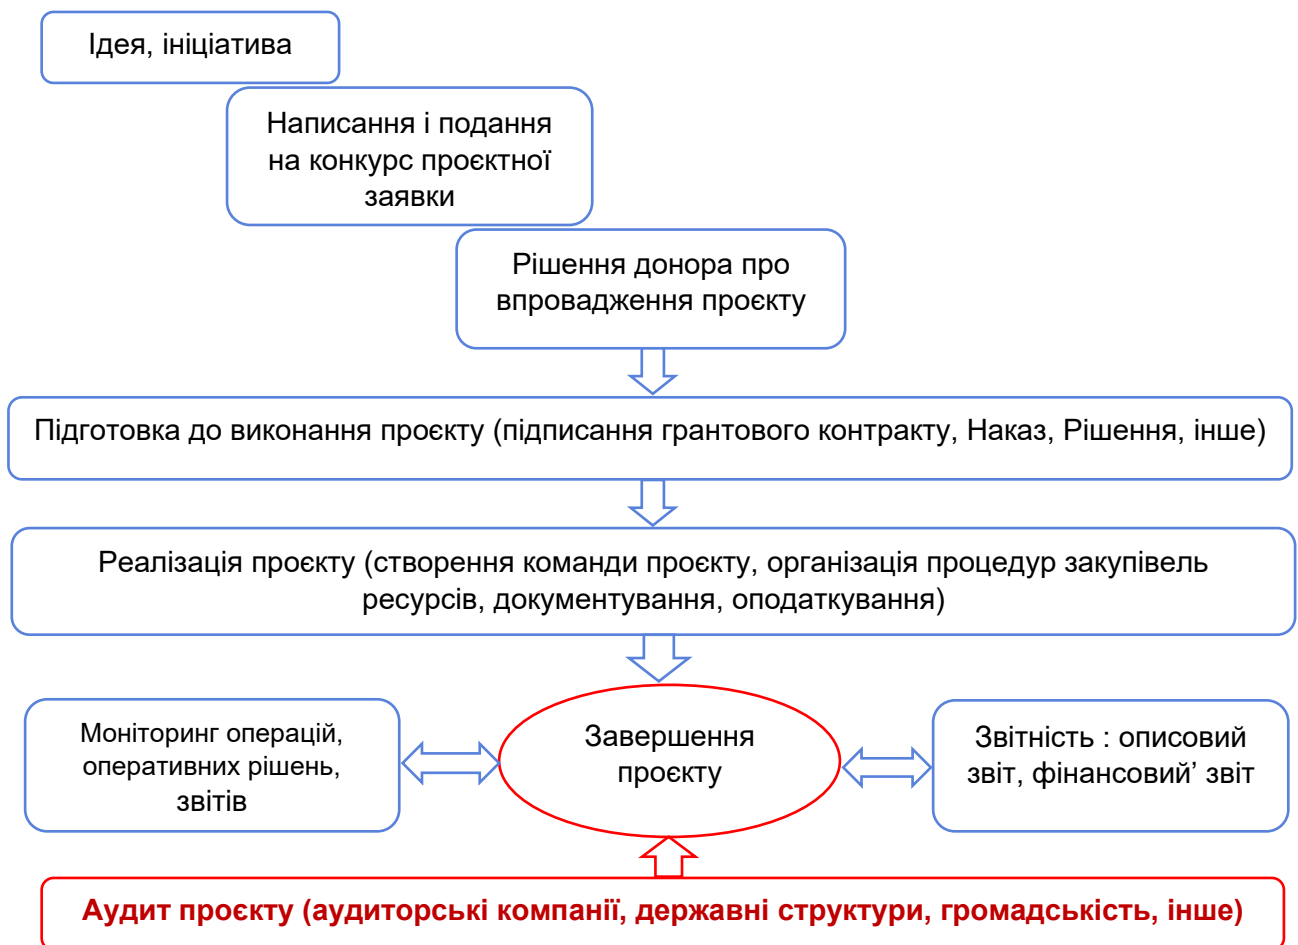 Ідея, ініціатива
Написання і подання
на конкурс проєктної
заявки
Рішення донора про
впровадження проєкту
Підготовка до виконання проєкту (підписання грантового контракту, Наказ, Рішення, інше)
Реалізація проєкту (створення команди проєкту, організація процедур закупівель
ресурсів, документування, оподаткування)
Моніторинг операцій,
оперативних рішень,
звітів
Завершення
проєкту
Звітність : описовий
звіт, фінансовий’ звіт
Аудит проєкту (аудиторські компанії, державні структури, громадськість, інше)